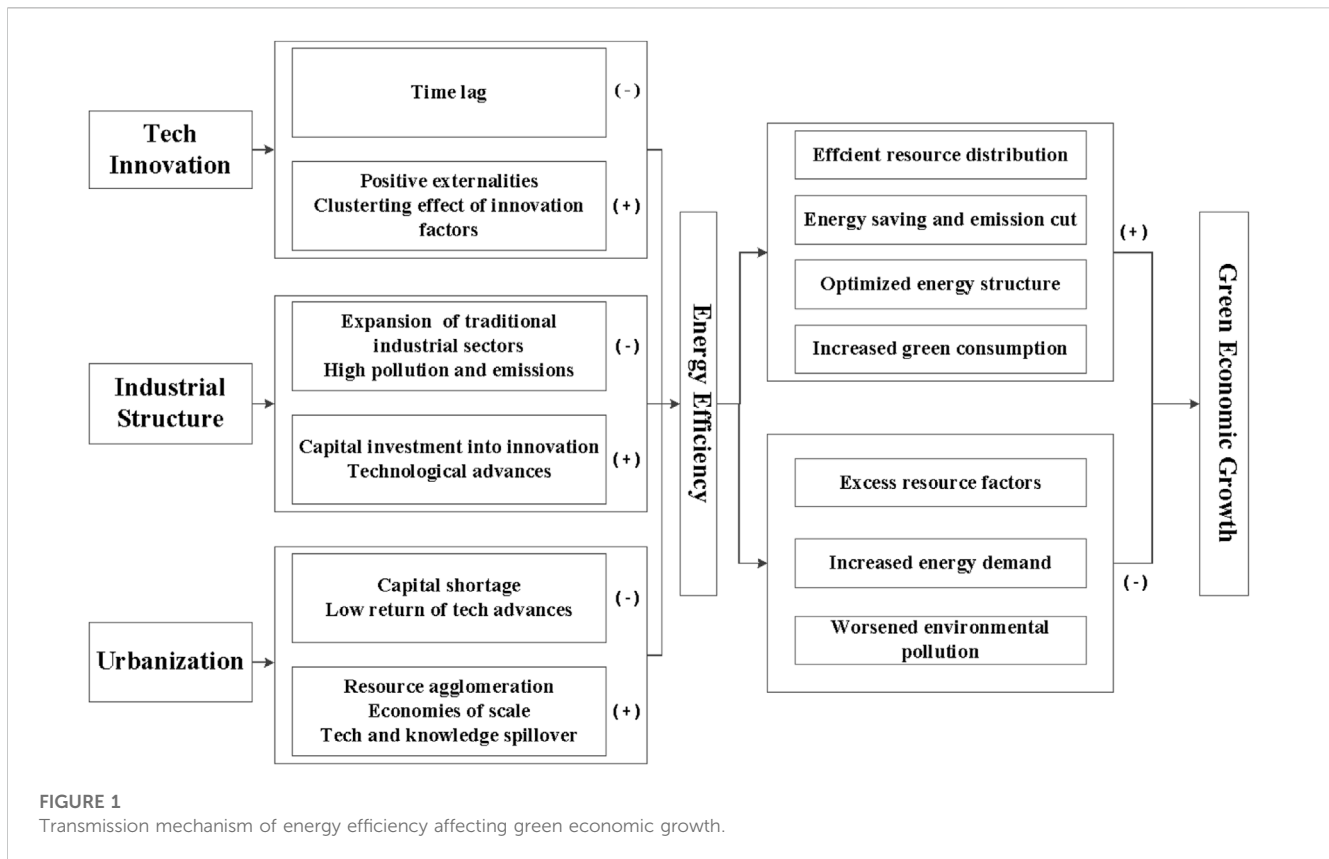 Tech
Innovation
Time lag
(-)
Positive externalities
Clusterting effect of innovation
factors
(+)
Industrial
Structure
Expansion of traditional
industrial sectors
High pollution and emissions
(-)
Capital investment into innovation
Technological advances
(+)
Urbanization
Capital shortage
Low return of tech advances
(-)
Resource agglomeration
Economies of scale
Tech and knowledge spillover
(+)
Energy Efficiency
Effcient resource distribution
Energy saving and emission cut
Optimized energy structure
Increased green consumption
(+)
Excess resource factors
Increased energy demand
Worsened environmental
pollution
(-)
Green Economic Growth
FIGURE 1
Transmission mechanism of energy efficiency affecting green economic growth.